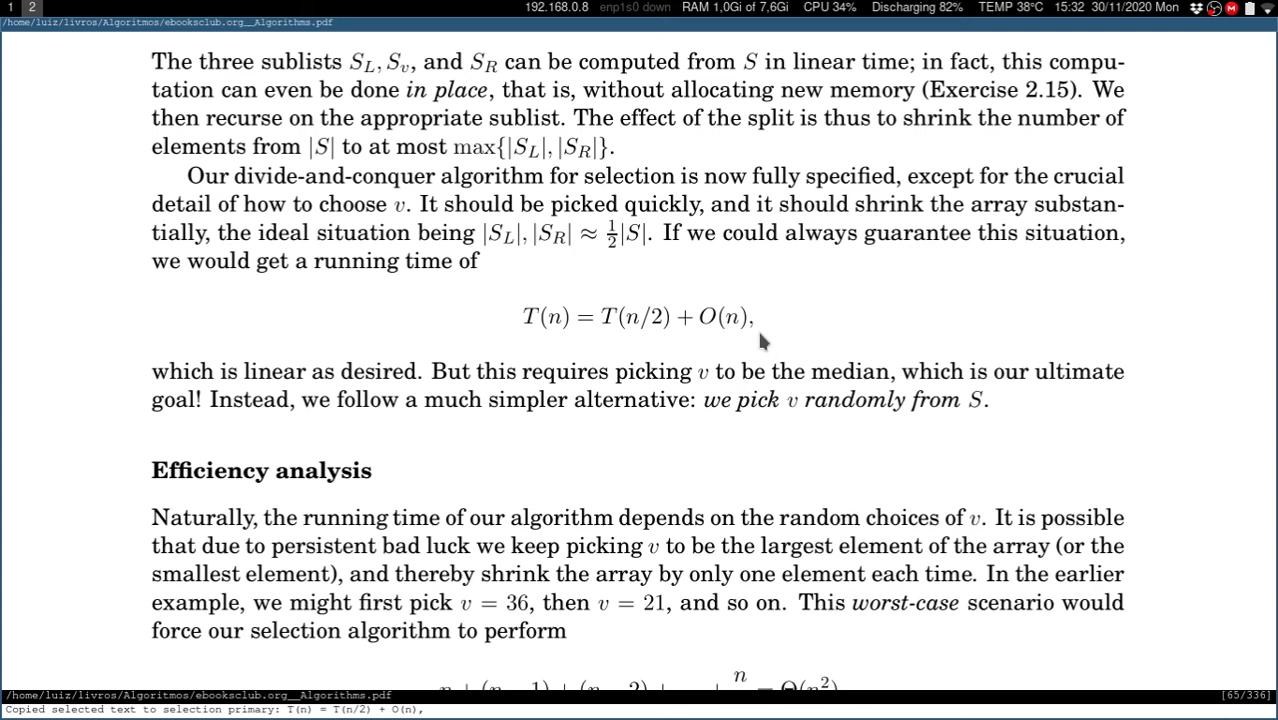 1 2 192.168.0.8 enp1s0 down RAM 1,0Gi of 7,6Gi CPU 34% Discharging 82% TEMP 38°C 15:32 30/11/2020 Mon
/home/luiz/livros/Algoritmos/ebooksclub.org__Algorithms.pdf
The three sublists S_L, S_v, and S_R can be computed from S in linear time; in fact, this compu-
tation can even be done in place, that is, without allocating new memory (Exercise 2.15). We
then recurse on the appropriate sublist. The effect of the split is thus to shrink the number of
elements from |S| to at most max{|S_L|, |S_R|}.
Our divide-and-conquer algorithm for selection is now fully specified, except for the crucial
detail of how to choose v. It should be picked quickly, and it should shrink the array substan-
tially, the ideal situation being |S_L|, |S_R| ≈ 1/2|S|. If we could always guarantee this situation,
we would get a running time of
T(n) = T(n/2) + O(n),
which is linear as desired. But this requires picking v to be the median, which is our ultimate
goal! Instead, we follow a much simpler alternative: we pick v randomly from S.
Efficiency analysis
Naturally, the running time of our algorithm depends on the random choices of v. It is possible
that due to persistent bad luck we keep picking v to be the largest element of the array (or the
smallest element), and thereby shrink the array by only one element each time. In the earlier
example, we might first pick v = 36, then v = 21, and so on. This worst-case scenario would
force our selection algorithm to perform
/home/luiz/livros/Algoritmos/ebooksclub.org__Algorithms.pdf [65/336]
Copied selected text to selection primary: T(n) = T(n/2) + O(n),